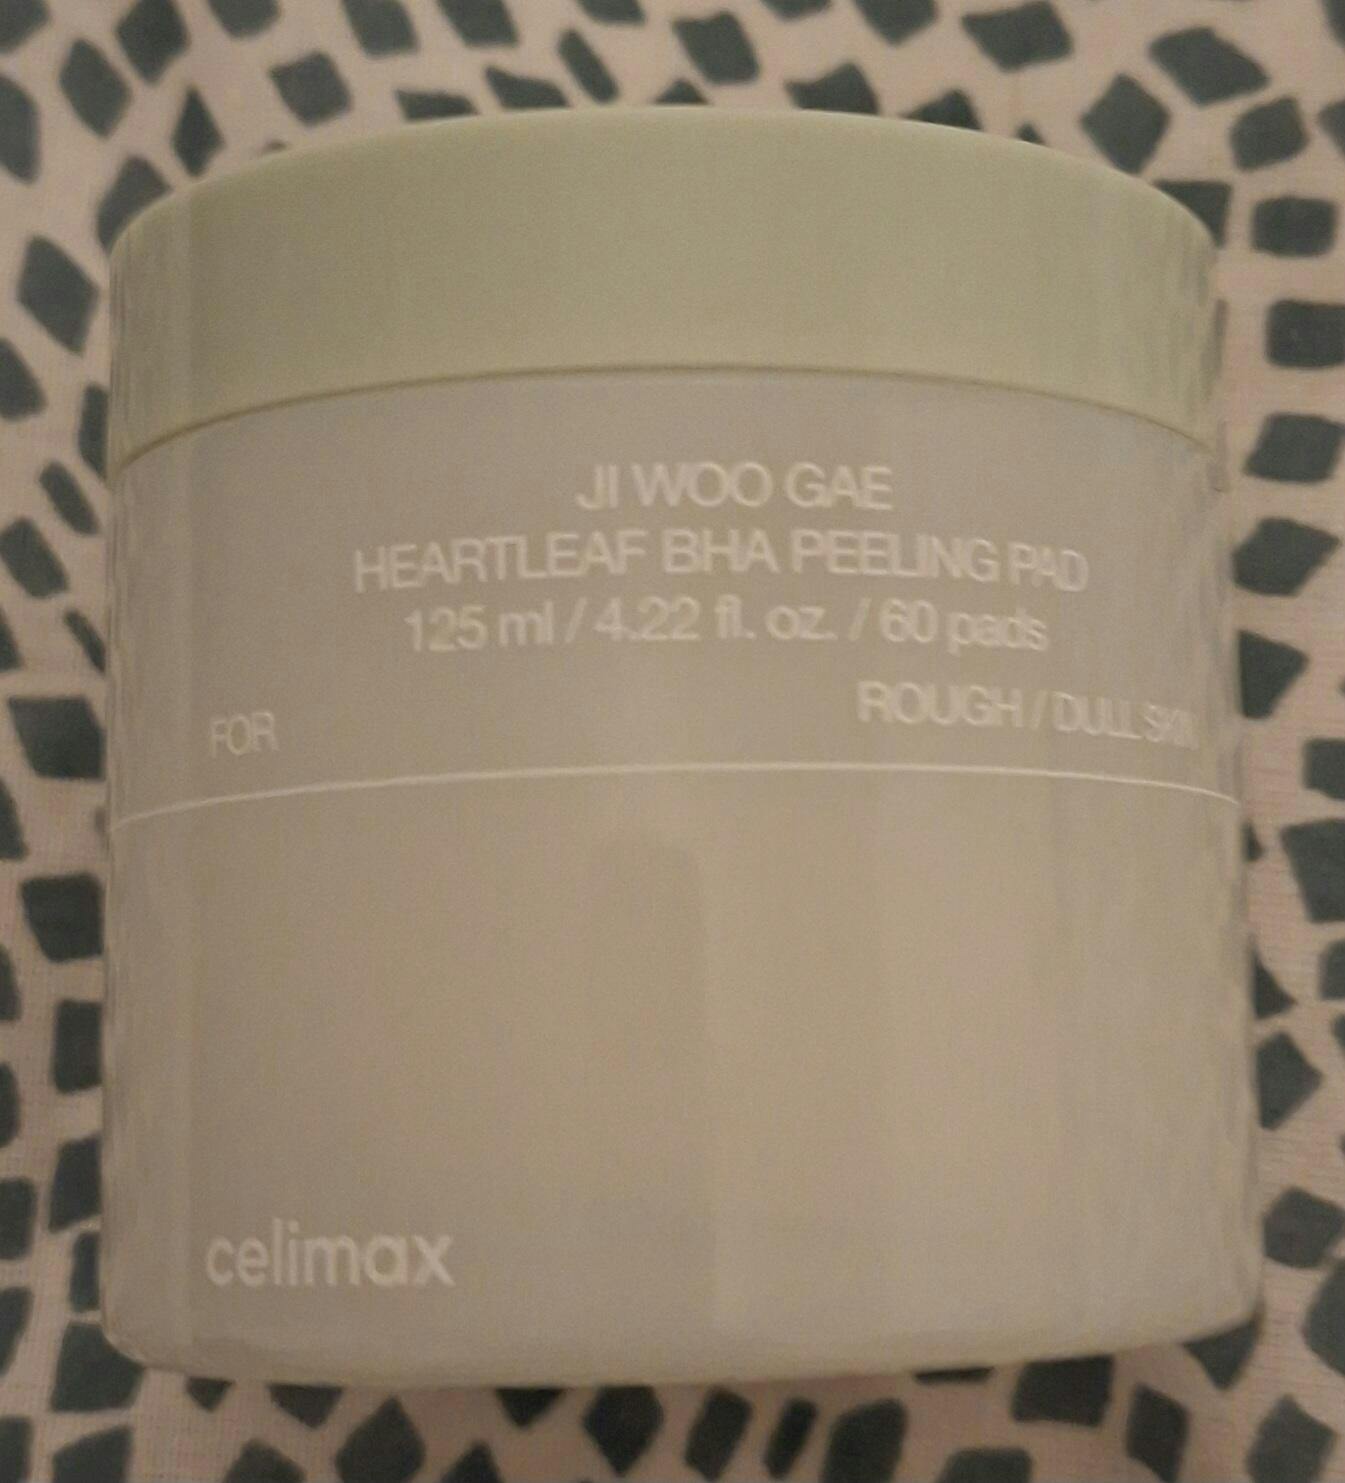 JI WOO GAE
HEARTLEAF BHA PEELING PAD
125 ml / 4.22 fl. oz. / 60 pads
FOR ROUGH / DULL SKIN
celimax